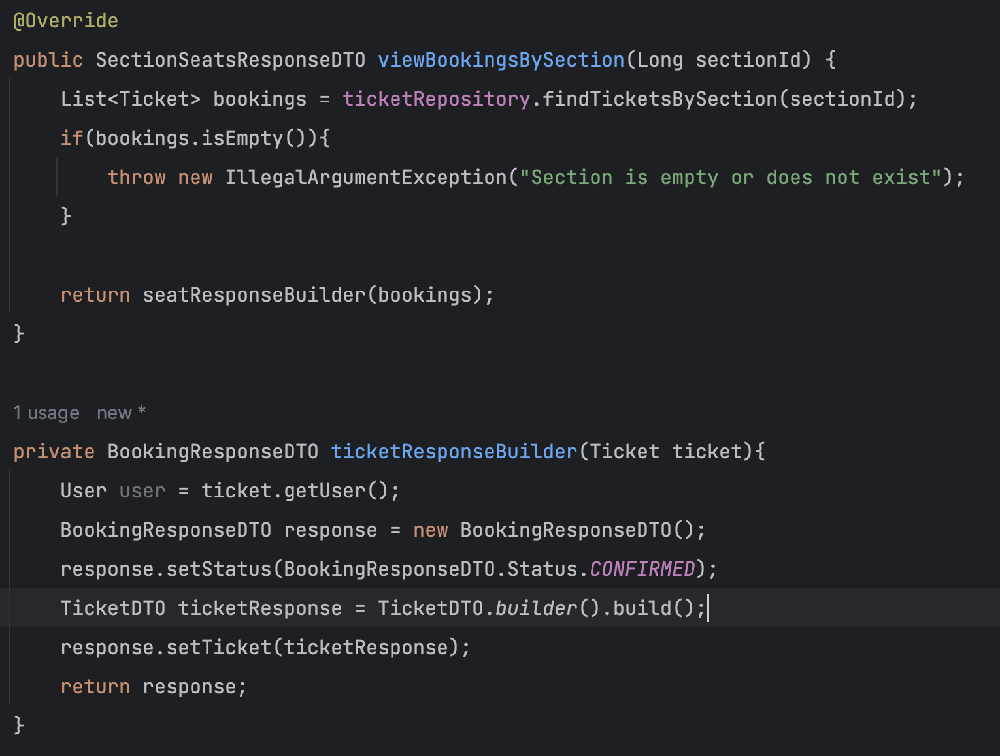 @Override
public SectionSeatsResponseDTO viewBookingsBySection(Long sectionId) {
    List<Ticket> bookings = ticketRepository.findTicketsBySection(sectionId);
    if(bookings.isEmpty()){
        throw new IllegalArgumentException("Section is empty or does not exist");
    }

    return seatResponseBuilder(bookings);
}

1 usage   new *
private BookingResponseDTO ticketResponseBuilder(Ticket ticket){
    User user = ticket.getUser();
    BookingResponseDTO response = new BookingResponseDTO();
    response.setStatus(BookingResponseDTO.Status.CONFIRMED);
    TicketDTO ticketResponse = TicketDTO.builder().build();
    response.setTicket(ticketResponse);
    return response;
}